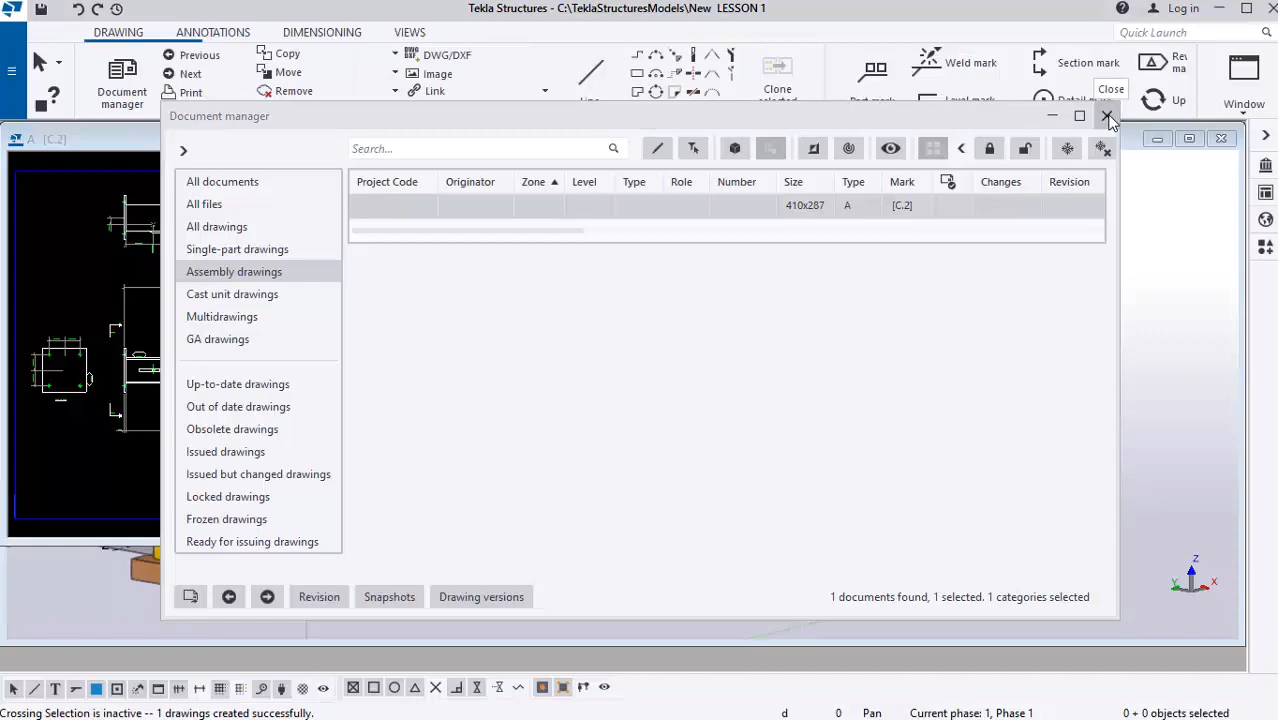 Tekla Structures - C:\TeklaStructuresModels\New LESSON 1
Log in
DRAWING ANNOTATIONS DIMENSIONING VIEWS
Quick Launch
Document manager
Previous
Next
Print
Copy
Move
Remove
DWG/DXF
Image
Link
Weld mark
Section mark
Close
Window
A [C.2]
Document manager
Search...
All documents
All files
All drawings
Single-part drawings
Assembly drawings
Cast unit drawings
Multidrawings
GA drawings
Up-to-date drawings
Out of date drawings
Obsolete drawings
Issued drawings
Issued but changed drawings
Locked drawings
Frozen drawings
Ready for issuing drawings
Project Code Originator Zone Level Type Role Number Size Type Mark Changes Revision
410x287 A [C.2]
Revision Snapshots Drawing versions
1 documents found, 1 selected. 1 categories selected
Z
Y
X
Crossing Selection is inactive -- 1 drawings created successfully.
d 0 Pan Current phase: 1, Phase 1 0 + 0 objects selected